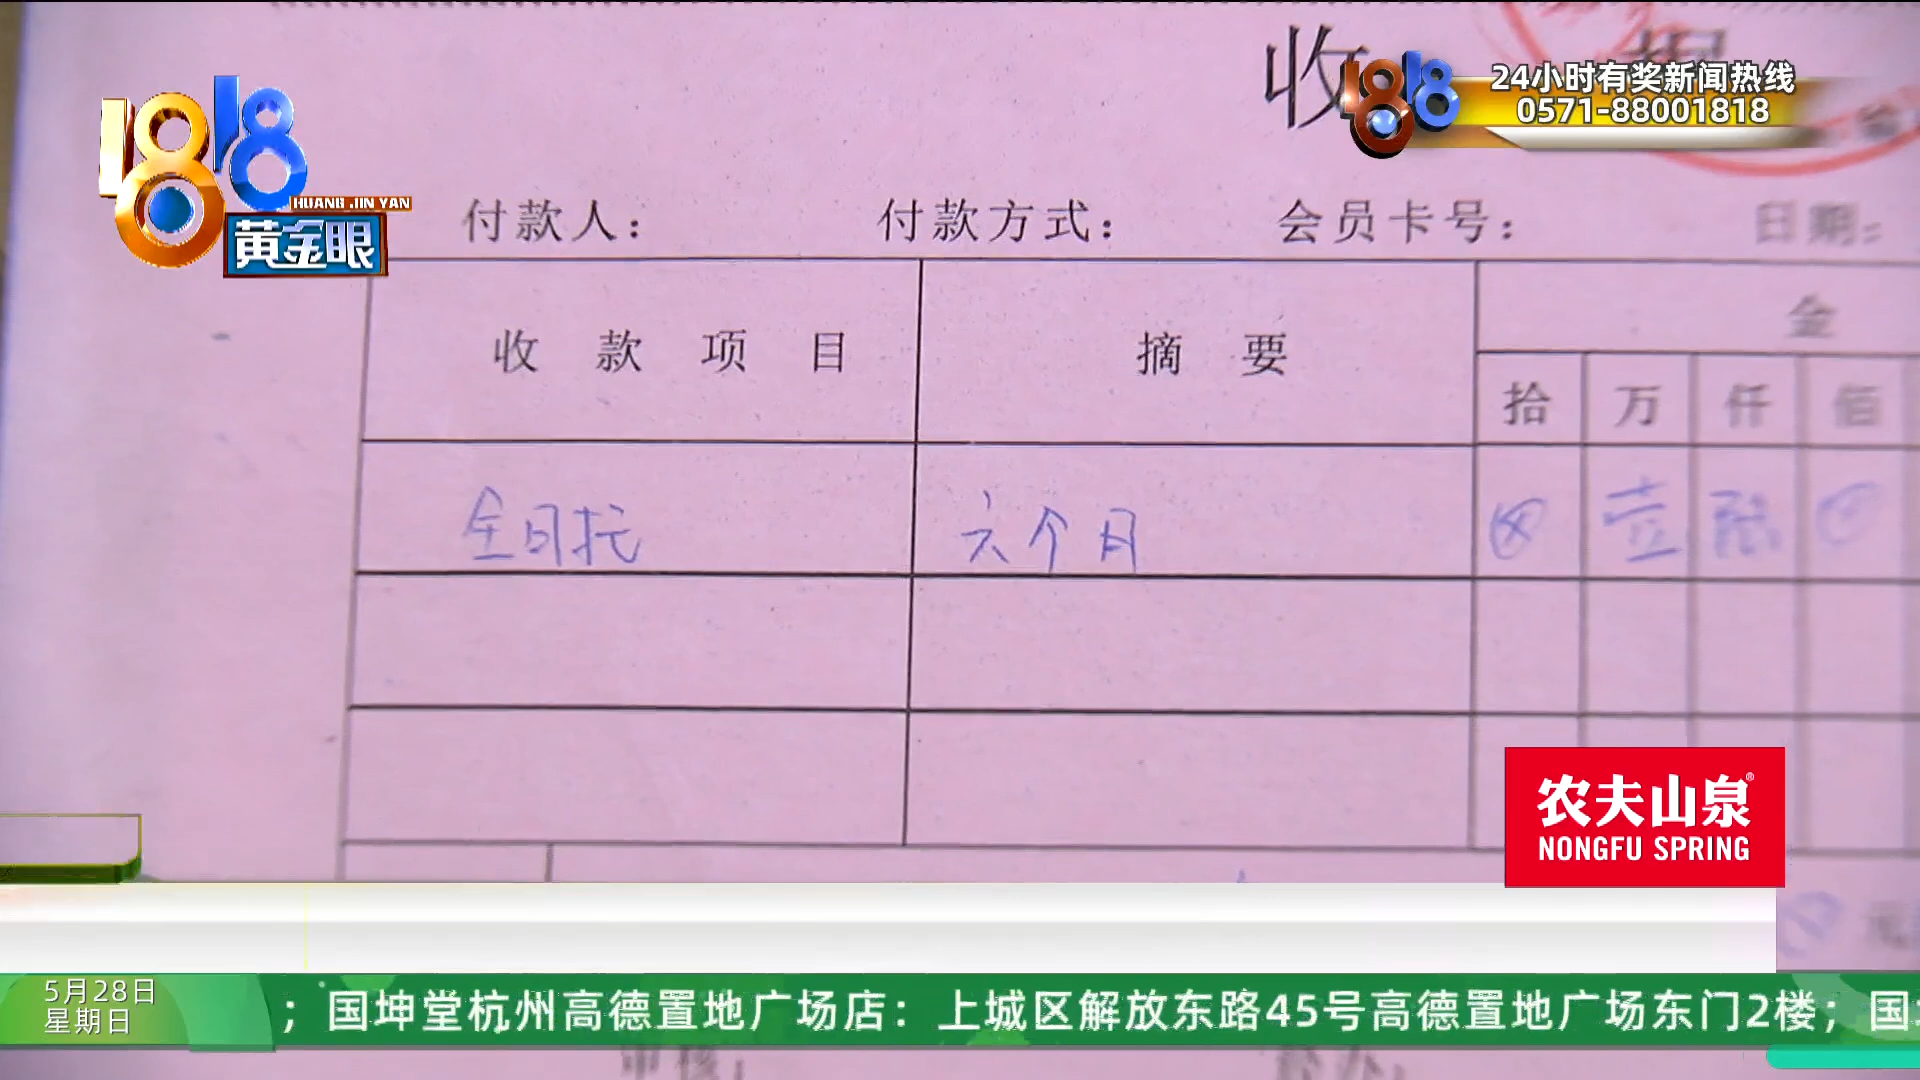 收据
1818
HUANG JIN YAN
黄金眼
1818
24小时有奖新闻热线
0571-88001818
付款人： 付款方式： 会员卡号： 日期：
收款项目 摘要 金
拾 万 仟 佰
全日托 六个月 ⊗ 壹
农夫山泉®
NONGFU SPRING
5月28日
星期日
；国坤堂杭州高德置地广场店：上城区解放东路45号高德置地广场东门2楼；国